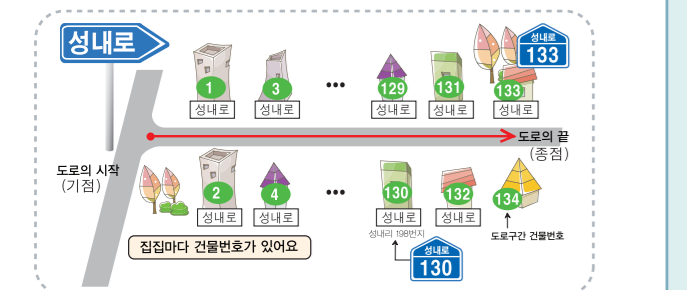 성내로
성내로
133
1
3
•••
129
131
133
성내로
성내로
성내로
성내로
성내로
도로의 시작
(기점)
도로의 끝
(종점)
2
4
•••
130
132
134
성내로
성내로
성내로
성내로
성내리 198번지
도로구간 건물번호
집집마다 건물번호가 있어요
성내로
130